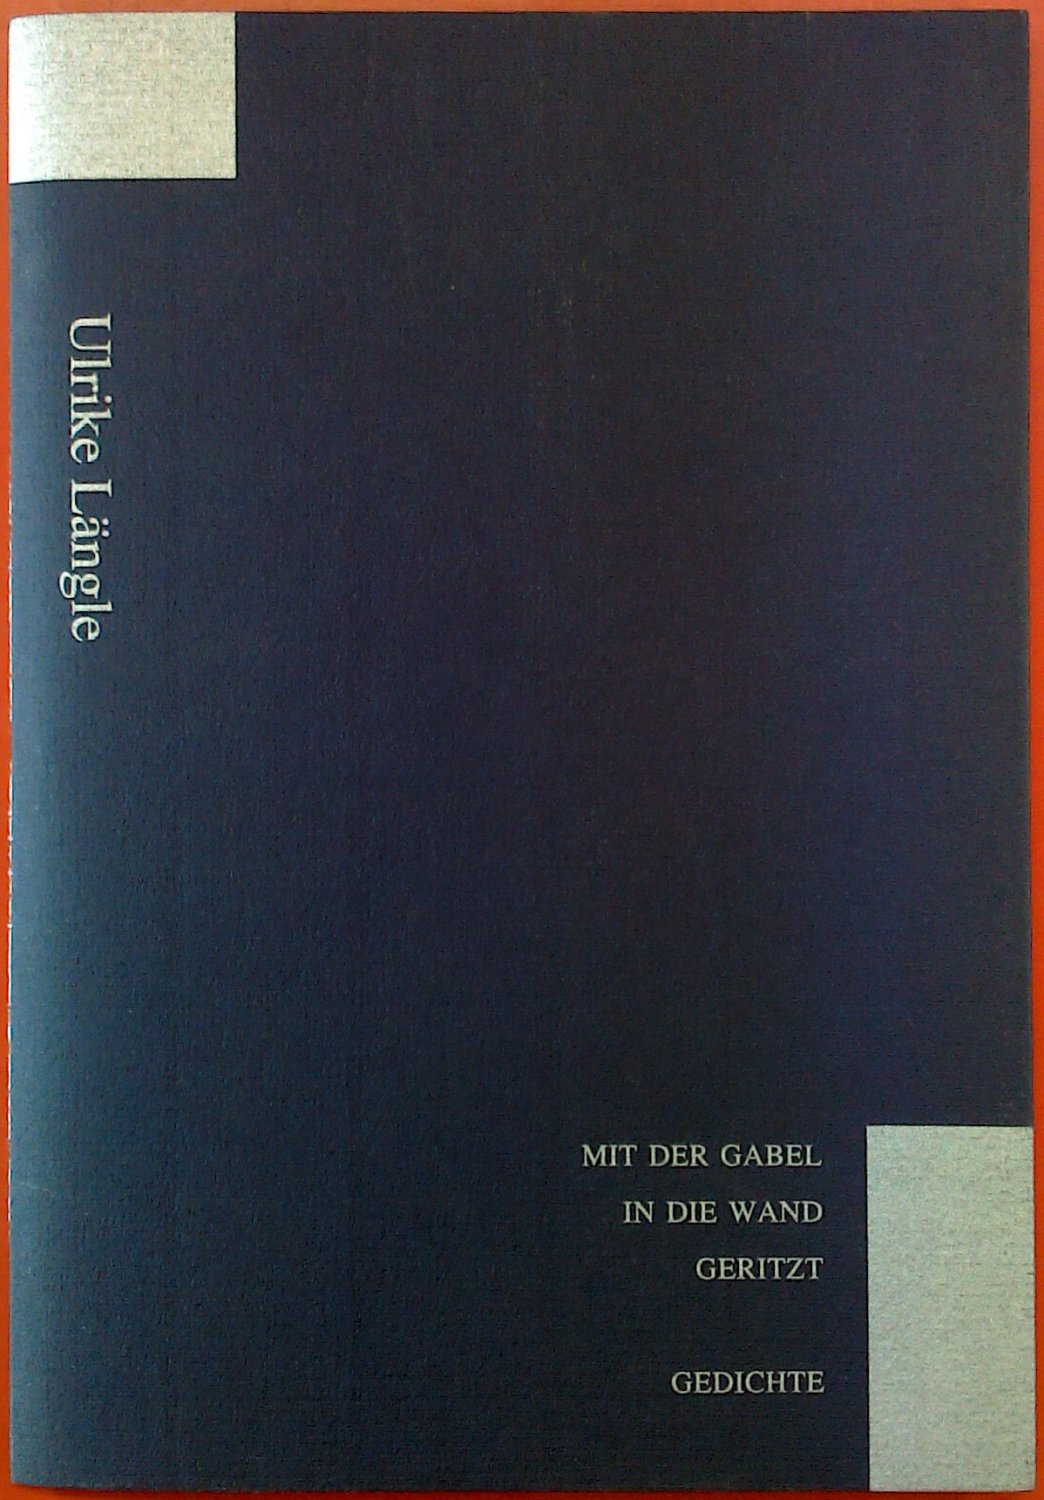 Ulrike Längle
MIT DER GABEL
IN DIE WAND
GERITZT
GEDICHTE